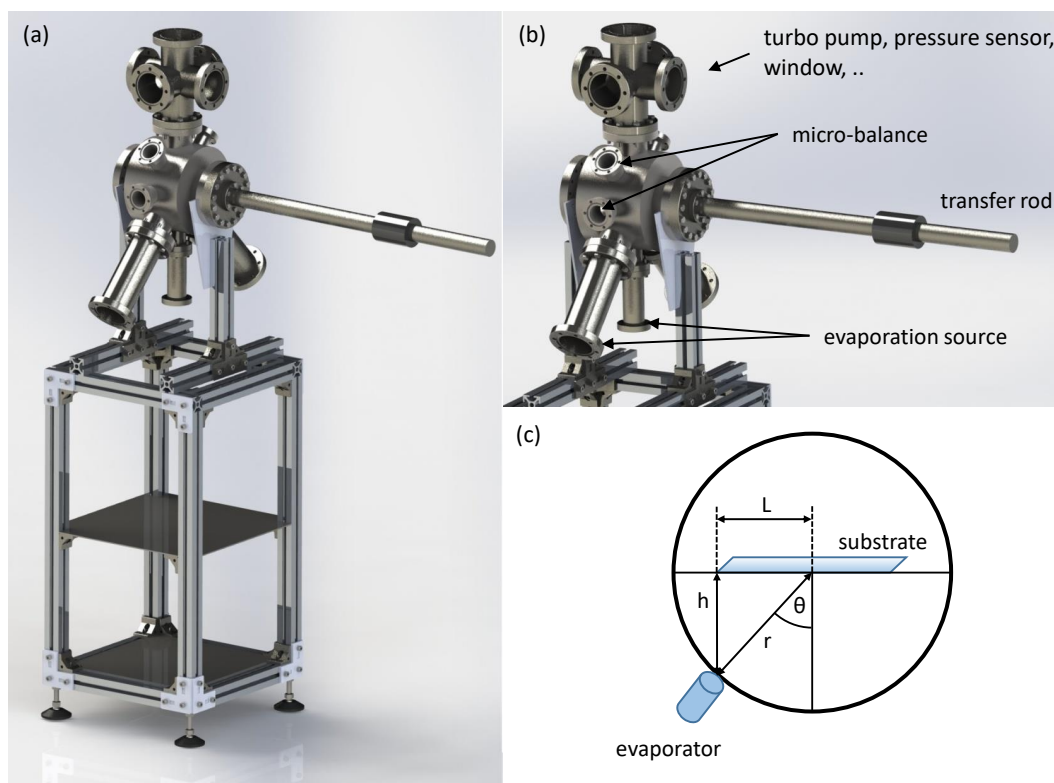 (a)
(b)
turbo pump, pressure sensor,
window, ..
micro-balance
transfer rod
evaporation source
(c)
L
substrate
h
θ
r
evaporator